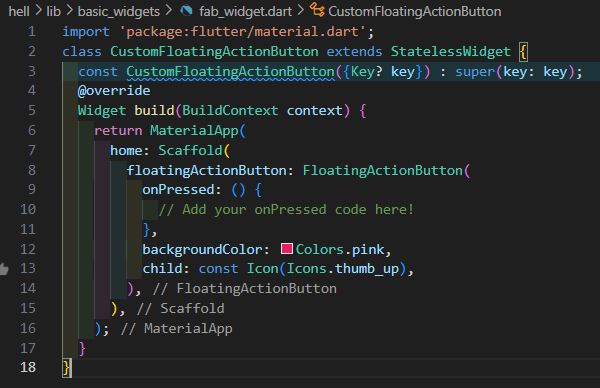 hell > lib > basic_widgets > fab_widget.dart > CustomFloatingActionButton
1 import 'package:flutter/material.dart';
2 class CustomFloatingActionButton extends StatelessWidget {
3   const CustomFloatingActionButton({Key? key}) : super(key: key);
4   @override
5   Widget build(BuildContext context) {
6     return MaterialApp(
7       home: Scaffold(
8         floatingActionButton: FloatingActionButton(
9           onPressed: () {
10             // Add your onPressed code here!
11           },
12           backgroundColor: Colors.pink,
13           child: const Icon(Icons.thumb_up),
14         ), // FloatingActionButton
15       ), // Scaffold
16     ); // MaterialApp
17   }
18 }